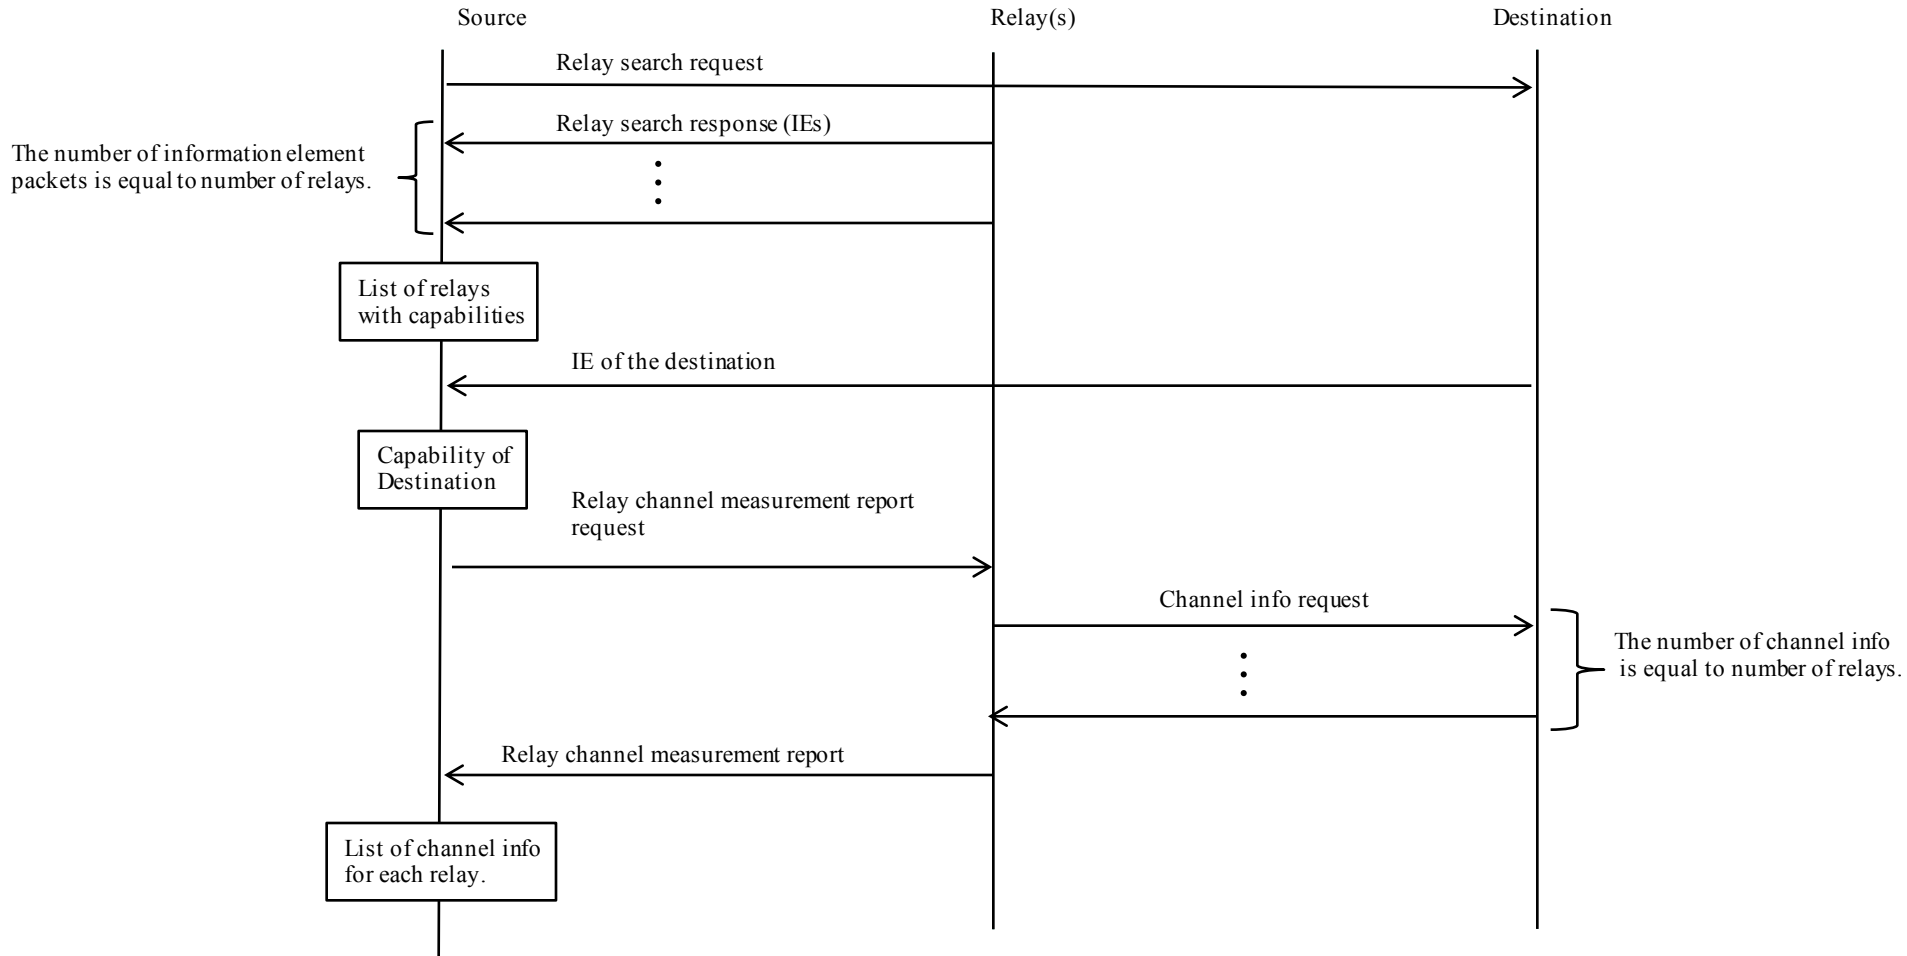 Source
Relay(s)
Destination
Relay search request
Relay search response (IEs)
The number of information element
packets is equal to number of relays.
List of relays
with capabilities
IE of the destination
Capability of
Destination
Relay channel measurement report
request
Channel info request
The number of channel info
is equal to number of relays.
Relay channel measurement report
List of channel info
for each relay.